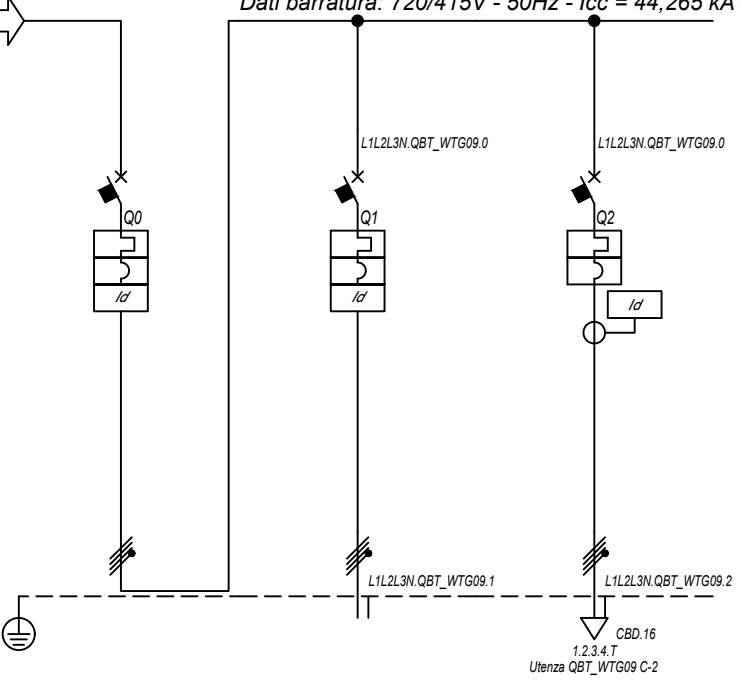 Dati barratura: 720/415V - 50Hz - Icc = 44,265 kA
L1L2L3N.QBT_WTG09.0
L1L2L3N.QBT_WTG09.0
Q0
Q1
Q2
Id
Id
Id
L1L2L3N.QBT_WTG09.1
L1L2L3N.QBT_WTG09.2
CBD.16
1.2.3.4.T
Utenza QBT_WTG09 C-2